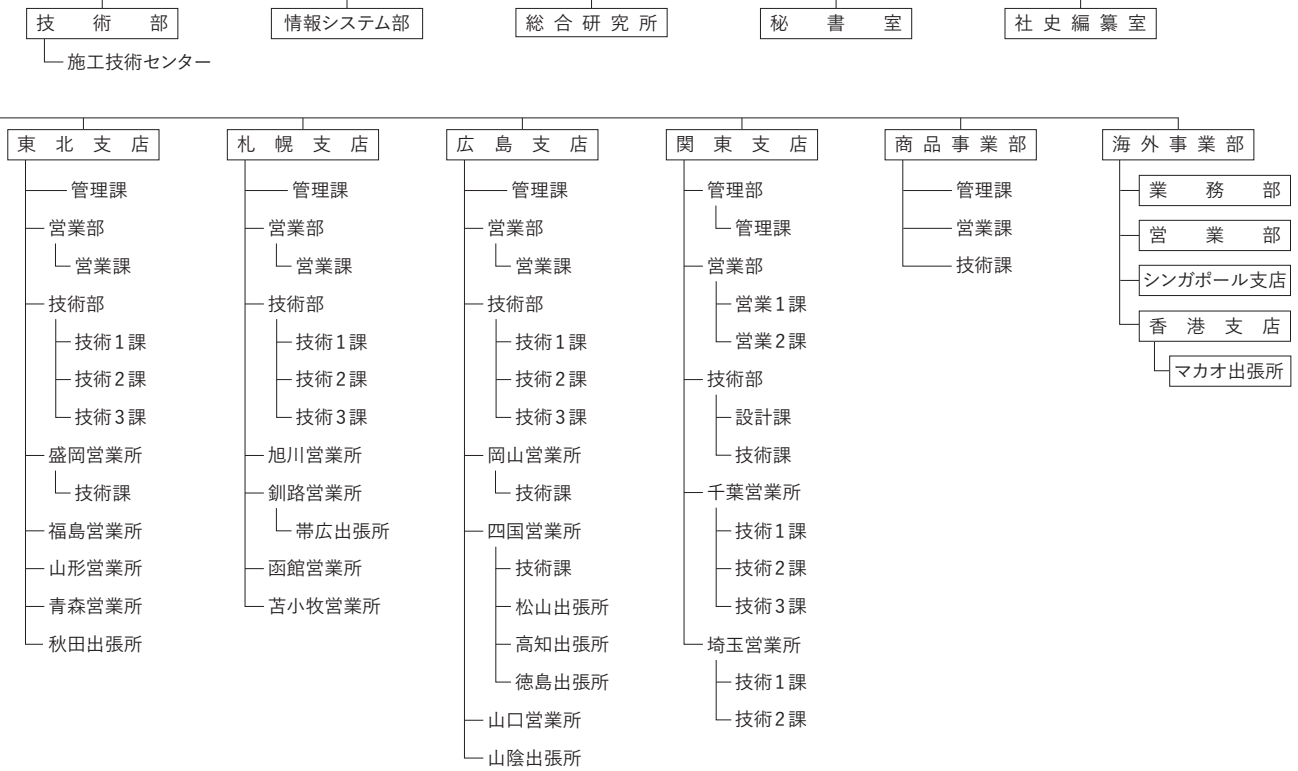 技術部
施工技術センター
情報システム部
総合研究所
秘書室
社史編纂室
東北支店
管理課
営業部
営業課
技術部
技術1課
技術2課
技術3課
盛岡営業所
技術課
福島営業所
山形営業所
青森営業所
秋田出張所
札幌支店
管理課
営業部
営業課
技術部
技術1課
技術2課
技術3課
旭川営業所
釧路営業所
帯広出張所
函館営業所
苫小牧営業所
広島支店
管理課
営業部
営業課
技術部
技術1課
技術2課
技術3課
岡山営業所
技術課
四国営業所
技術課
松山出張所
高知出張所
徳島出張所
山口営業所
山陰出張所
関東支店
管理部
管理課
営業部
営業1課
営業2課
技術部
設計課
技術課
千葉営業所
技術1課
技術2課
技術3課
埼玉営業所
技術1課
技術2課
商品事業部
管理課
営業課
技術課
海外事業部
業務部
営業部
シンガポール支店
香港支店
マカオ出張所